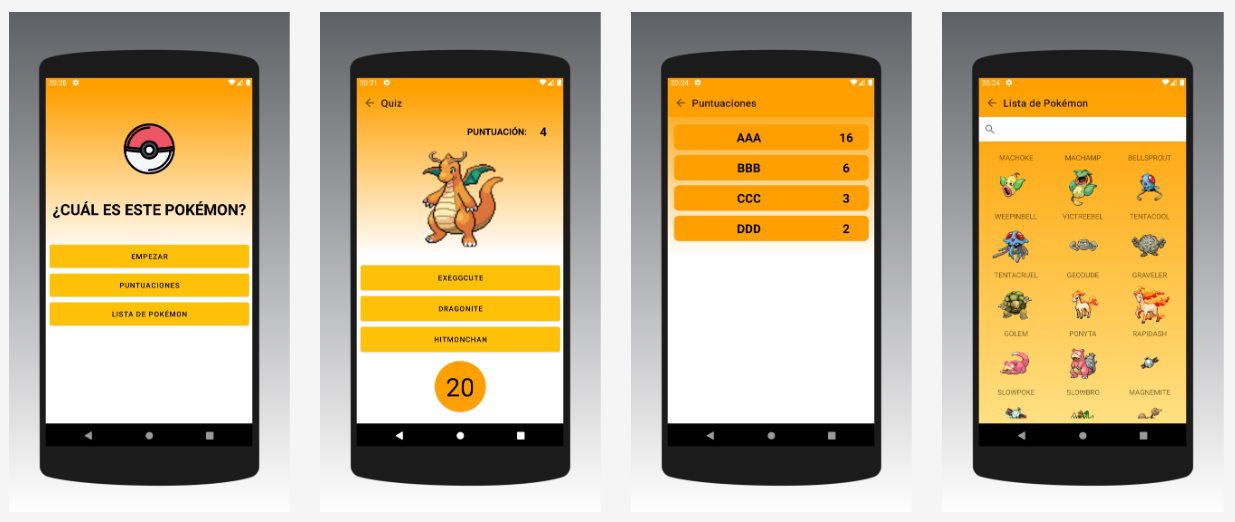 20:28
¿CUÁL ES ESTE POKÉMON?
EMPEZAR
PUNTUACIONES
LISTA DE POKÉMON
20:21
Quiz
PUNTUACIÓN: 4
EXEGGCUTE
DRAGONITE
HITMONCHAN
20
20:24
Puntuaciones
AAA 16
BBB 6
CCC 3
DDD 2
20:24
Lista de Pokémon
MACHOKE MACHAMP BELLSPROUT
WEEPINBELL VICTREEBEL TENTACOOL
TENTACRUEL GEODUDE GRAVELER
GOLEM PONYTA RAPIDASH
SLOWPOKE SLOWBRO MAGNEMITE